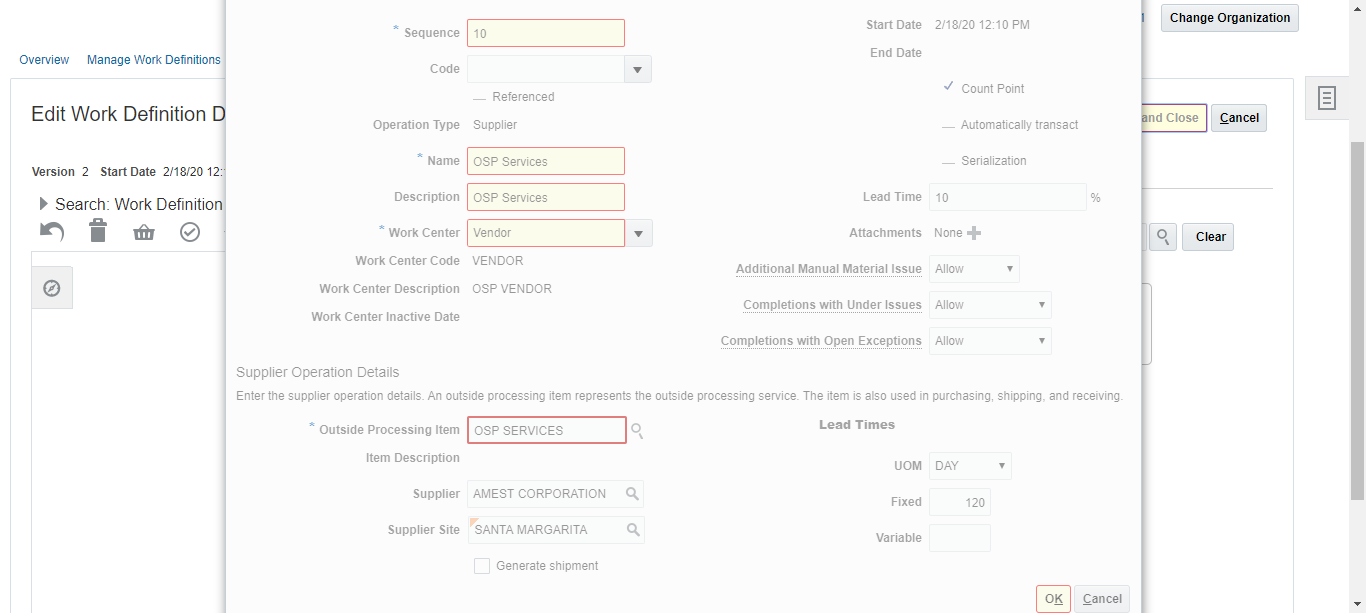 Change Organization
Overview Manage Work Definitions
Edit Work Definition D
and Close Cancel
Version 2 Start Date 2/18/20 12:
Search: Work Definition
Clear
* Sequence 10
Code
Referenced
Operation Type Supplier
* Name OSP Services
Description OSP Services
* Work Center Vendor
Work Center Code VENDOR
Work Center Description OSP VENDOR
Work Center Inactive Date
Start Date 2/18/20 12:10 PM
End Date
Count Point
Automatically transact
Serialization
Lead Time 10 %
Attachments None
Additional Manual Material Issue Allow
Completions with Under Issues Allow
Completions with Open Exceptions Allow
Supplier Operation Details
Enter the supplier operation details. An outside processing item represents the outside processing service. The item is also used in purchasing, shipping, and receiving.
* Outside Processing Item OSP SERVICES
Item Description
Supplier AMEST CORPORATION
Supplier Site SANTA MARGARITA
Generate shipment
Lead Times
UOM DAY
Fixed 120
Variable
OK Cancel